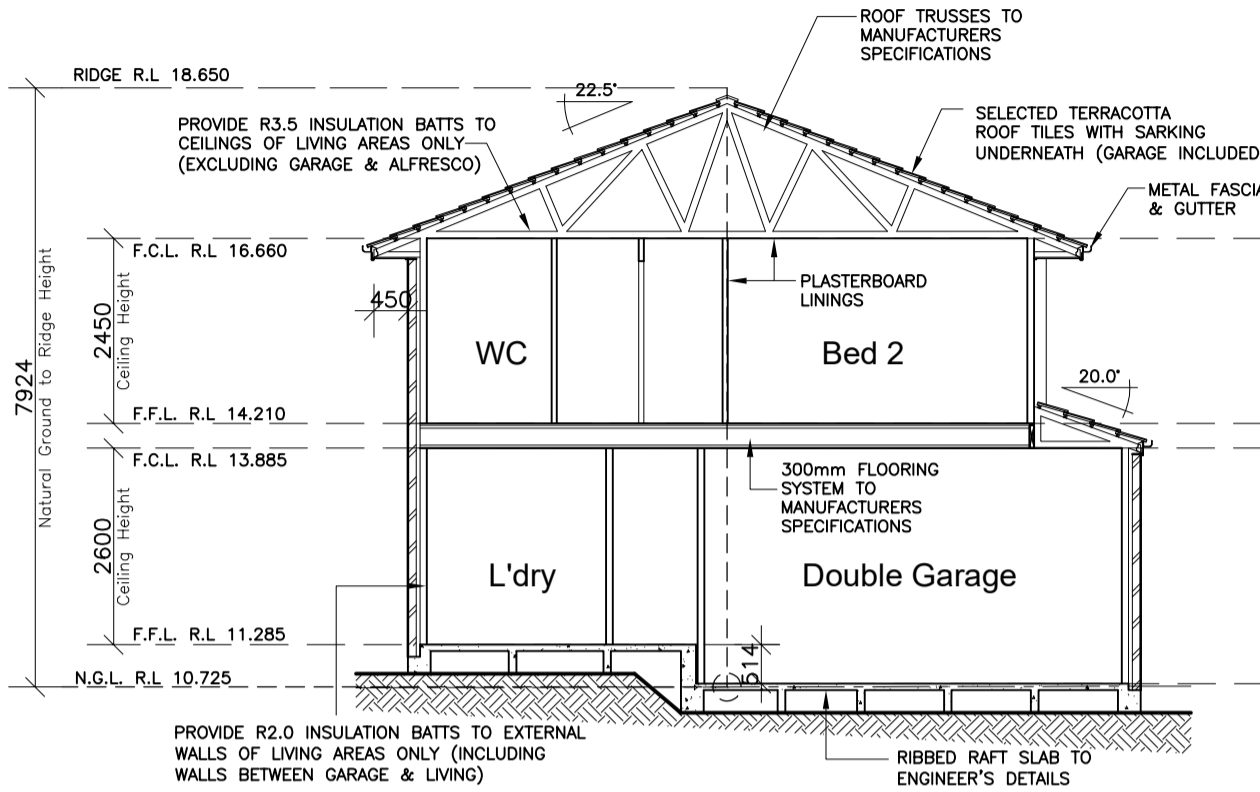 ROOF TRUSSES TO
MANUFACTURERS
SPECIFICATIONS
RIDGE R.L 18.650
22.5°
PROVIDE R3.5 INSULATION BATTS TO
CEILINGS OF LIVING AREAS ONLY
(EXCLUDING GARAGE & ALFRESCO)
SELECTED TERRACOTTA
ROOF TILES WITH SARKING
UNDERNEATH (GARAGE INCLUDED
METAL FASCIA
& GUTTER
F.C.L. R.L 16.660
PLASTERBOARD
LININGS
450
2450
Ceiling Height
WC
Bed 2
7924
Natural Ground to Ridge Height
20.0°
F.F.L. R.L 14.210
F.C.L. R.L 13.885
300mm FLOORING
SYSTEM TO
MANUFACTURERS
SPECIFICATIONS
2600
Ceiling Height
L'dry
Double Garage
F.F.L. R.L 11.285
514
N.G.L. R.L 10.725
PROVIDE R2.0 INSULATION BATTS TO EXTERNAL
WALLS OF LIVING AREAS ONLY (INCLUDING
WALLS BETWEEN GARAGE & LIVING)
RIBBED RAFT SLAB TO
ENGINEER'S DETAILS